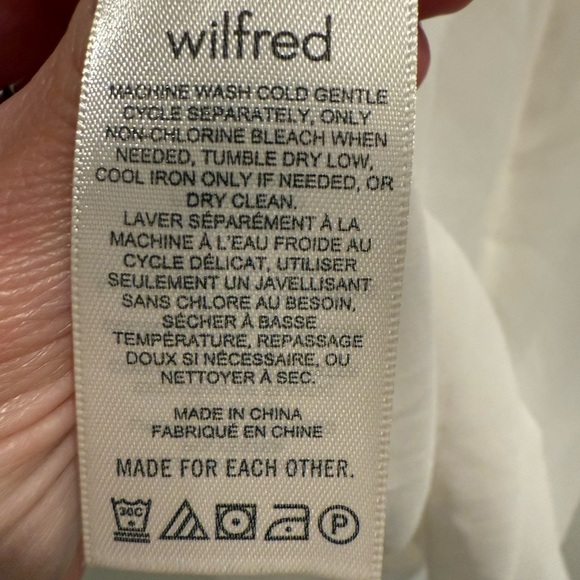 wilfred
MACHINE WASH COLD GENTLE
CYCLE SEPARATELY, ONLY
NON-CHLORINE BLEACH WHEN
NEEDED, TUMBLE DRY LOW,
COOL IRON ONLY IF NEEDED, OR
DRY CLEAN.
LAVER SÉPARÉMENT À LA
MACHINE À L'EAU FROIDE AU
CYCLE DÉLICAT, UTILISER
SEULEMENT UN JAVELLISANT
SANS CHLORE AU BESOIN,
SÉCHER À BASSE
TEMPÉRATURE, REPASSAGE
DOUX SI NÉCESSAIRE, OU
NETTOYER À SEC.
MADE IN CHINA
FABRIQUÉ EN CHINE
MADE FOR EACH OTHER.
30C P